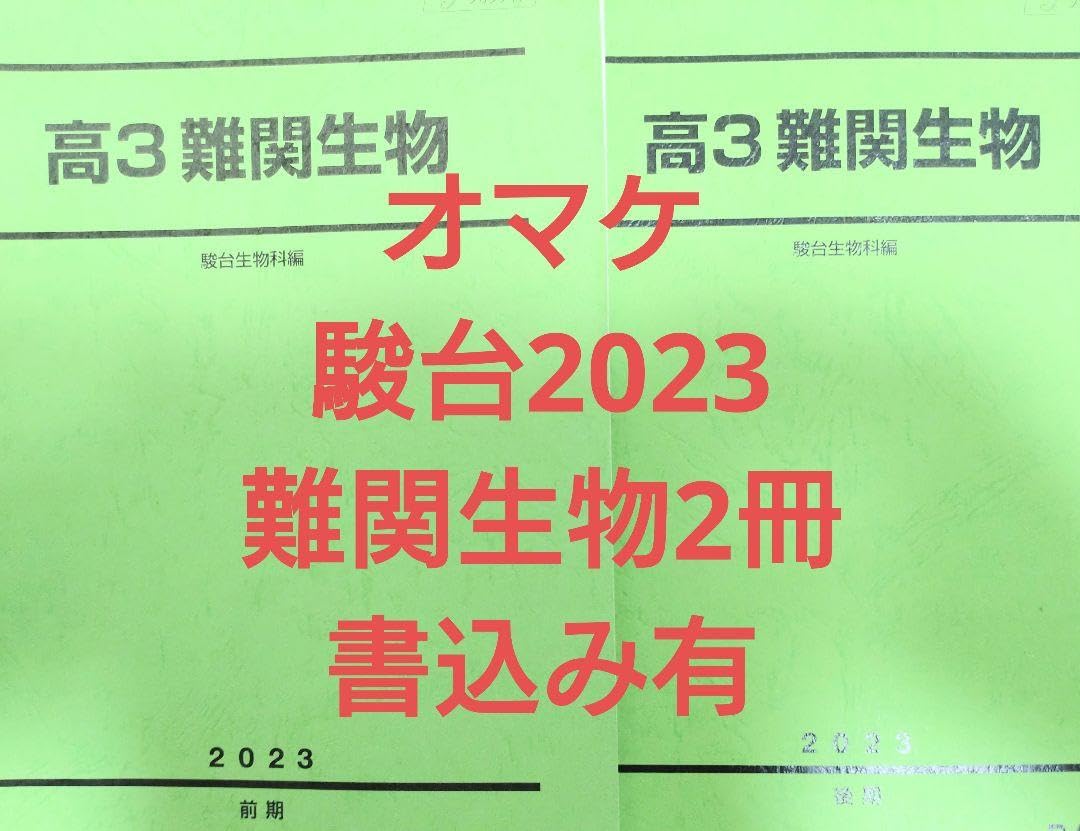 高3難関生物
駿台生物科編
2023
前期
高3難関生物
駿台生物科編
2023
後期
オマケ
駿台2023
難関生物2冊
書込み有